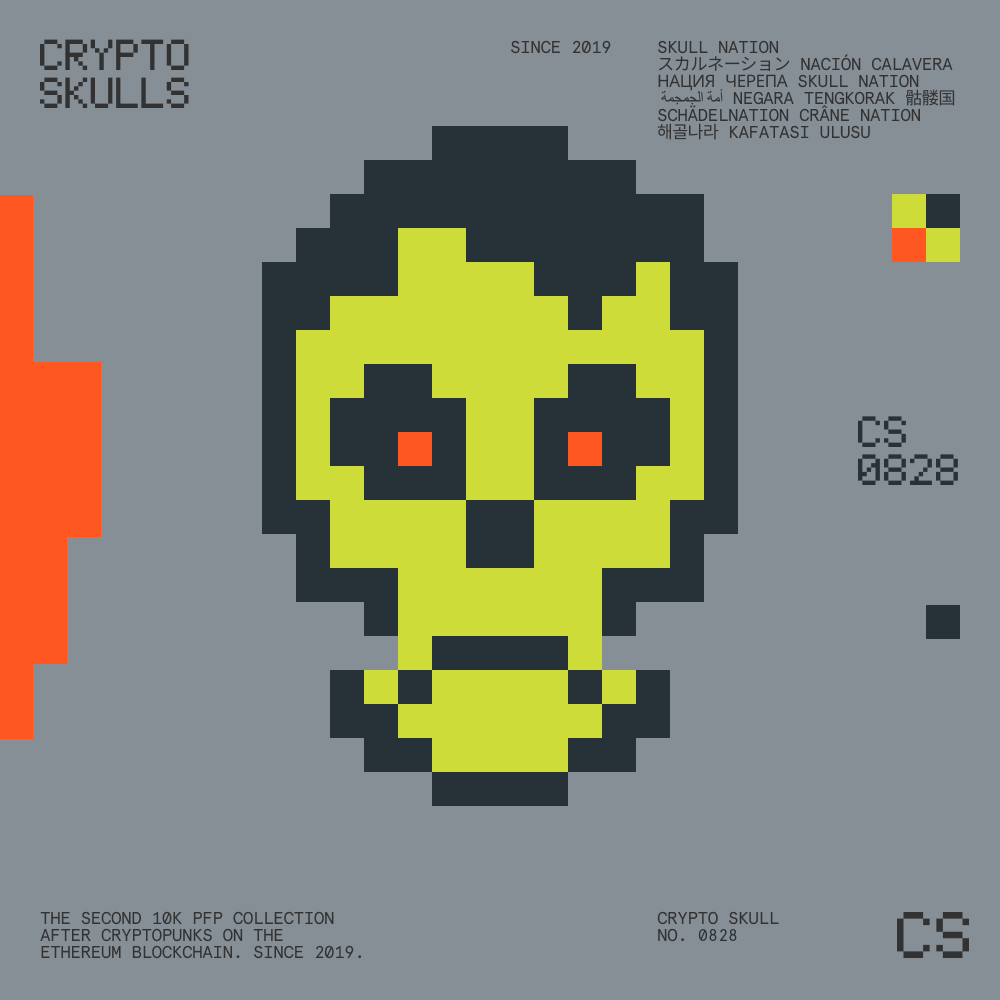 CRYPTO
SKULLS
SINCE 2019
SKULL NATION
スカルネーション NACIÓN CALAVERA
НАЦИЯ ЧЕРЕПА SKULL NATION
أمة الجمجمة NEGARA TENGKORAK 骷髅国
SCHÄDELNATION CRÂNE NATION
해골나라 KAFATASI ULUSU
CS
0828
THE SECOND 10K PFP COLLECTION
AFTER CRYPTOPUNKS ON THE
ETHEREUM BLOCKCHAIN. SINCE 2019.
CRYPTO SKULL
NO. 0828
CS